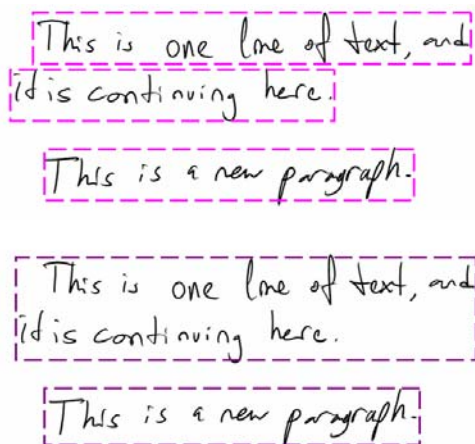 This is one line of text, and
it is continuing here.
This is a new paragraph.
This is one line of text, and
it is continuing here.
This is a new paragraph.